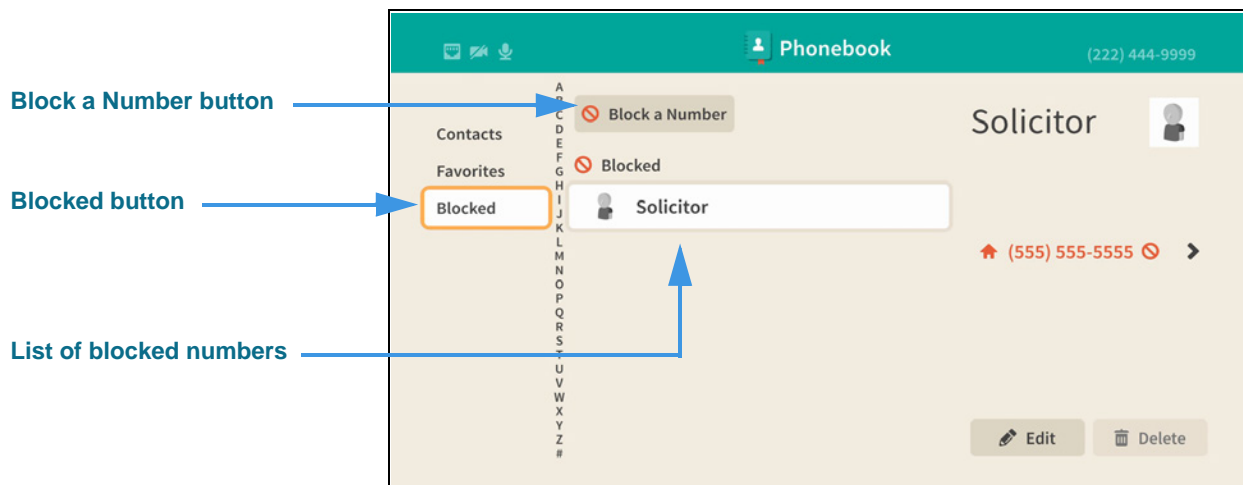 Phonebook
(222) 444-9999
Block a Number button
Blocked button
List of blocked numbers
Contacts
Favorites
Blocked
A
B
C
D
E
F
G
H
I
J
K
L
M
N
O
P
Q
R
S
T
U
V
W
X
Y
Z
#
Block a Number
Blocked
Solicitor
Solicitor
(555) 555-5555
Edit
Delete